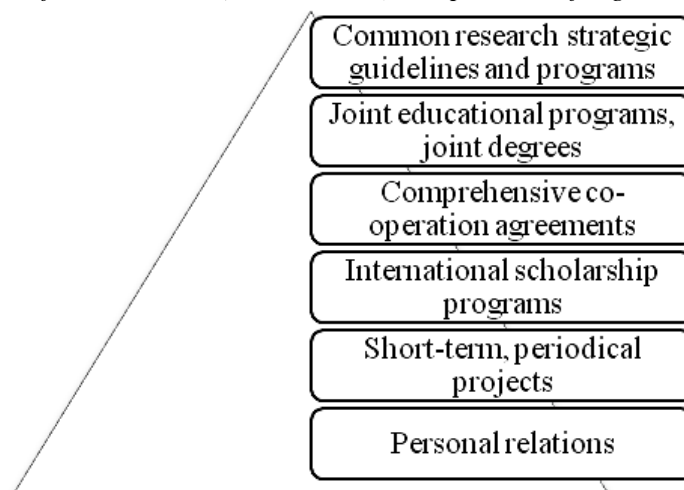 Common research strategic
guidelines and programs
Joint educational programs,
joint degrees
Comprehensive co-
operation agreements
International scholarship
programs
Short-term, periodical
projects
Personal relations